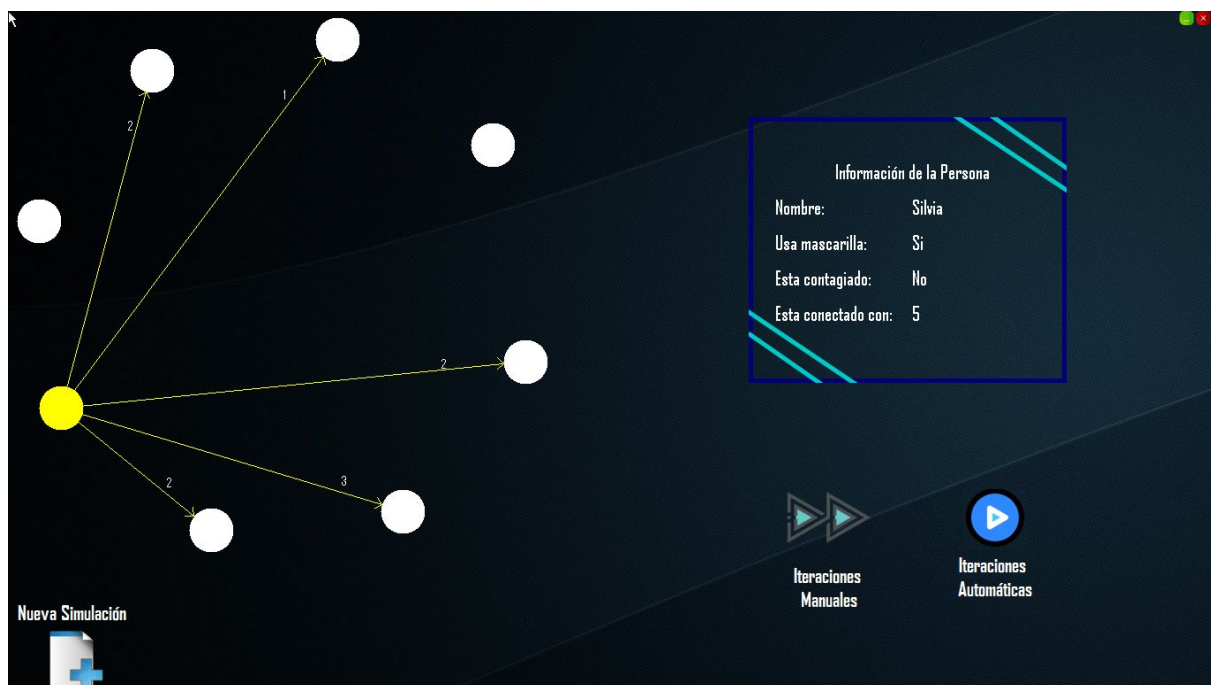 1
2
Información de la Persona
Nombre: Silvia
Usa mascarilla: Si
Esta contagiado: No
Esta conectado con: 5
2
2
3
Iteraciones
Manuales
Iteraciones
Automáticas
Nueva Simulación